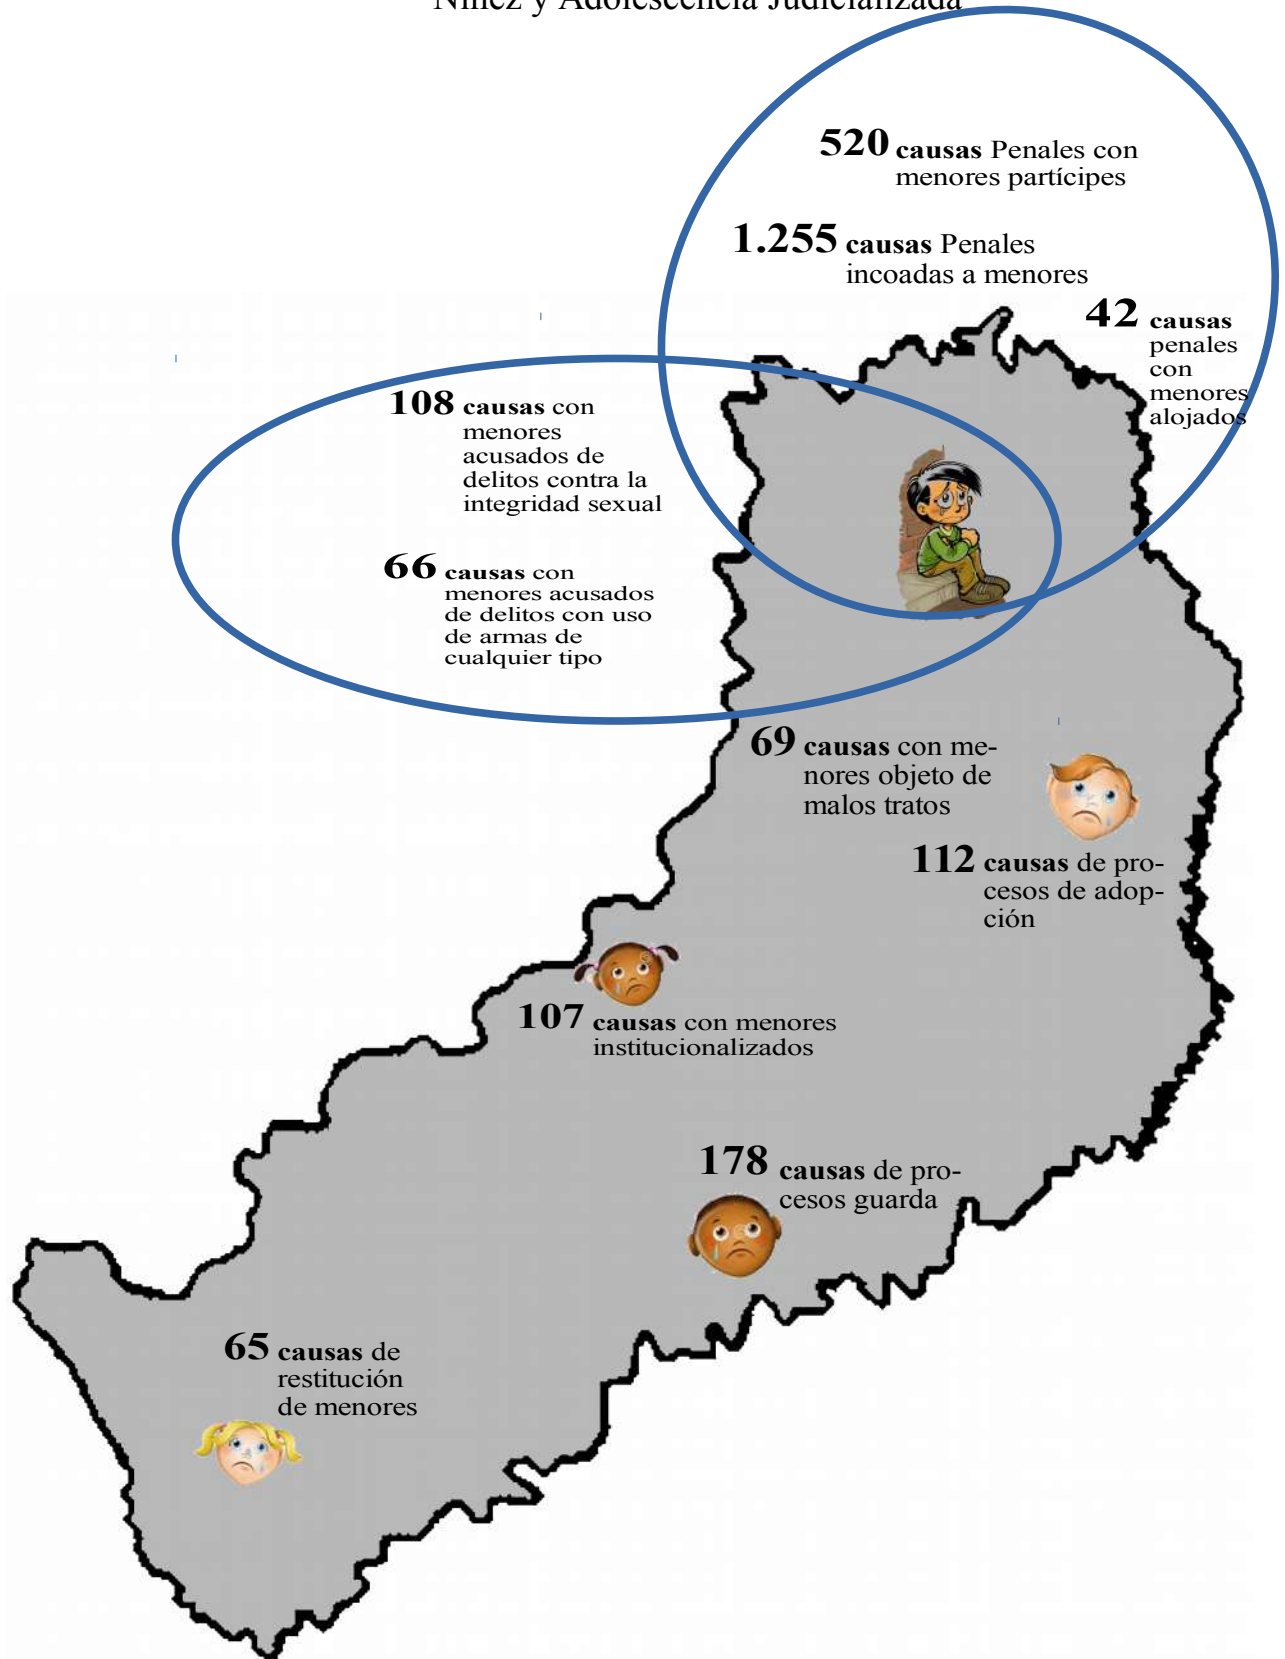 Niñez y Adolescencia Judicializada
520 causas Penales con
menores partícipes
1.255 causas Penales
incoadas a menores
42 causas
penales
con
menores
alojados
108 causas con
menores
acusados de
delitos contra la
integridad sexual
66 causas con
menores acusados
de delitos con uso
de armas de
cualquier tipo
69 causas con me-
nores objeto de
malos tratos
112 causas de pro-
cesos de adop-
ción
107 causas con menores
institucionalizados
178 causas de pro-
cesos guarda
65 causas de
restitución
de menores